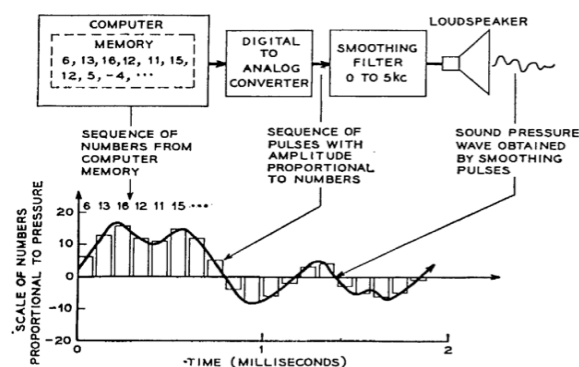 COMPUTER
MEMORY
6, 13, 16, 12, 11, 15,
12, 5, -4, ...
DIGITAL
TO
ANALOG
CONVERTER
SMOOTHING
FILTER
0 TO 5kc
LOUDSPEAKER
SEQUENCE OF
NUMBERS FROM
COMPUTER
MEMORY
SEQUENCE OF
PULSES WITH
AMPLITUDE
PROPORTIONAL
TO NUMBERS
SOUND PRESSURE
WAVE OBTAINED
BY SMOOTHING
PULSES
SCALE OF NUMBERS
PROPORTIONAL TO PRESSURE
20
10
0
-10
-20
6 13 16 12 11 15 ....
0
1
2
TIME (MILLISECONDS)